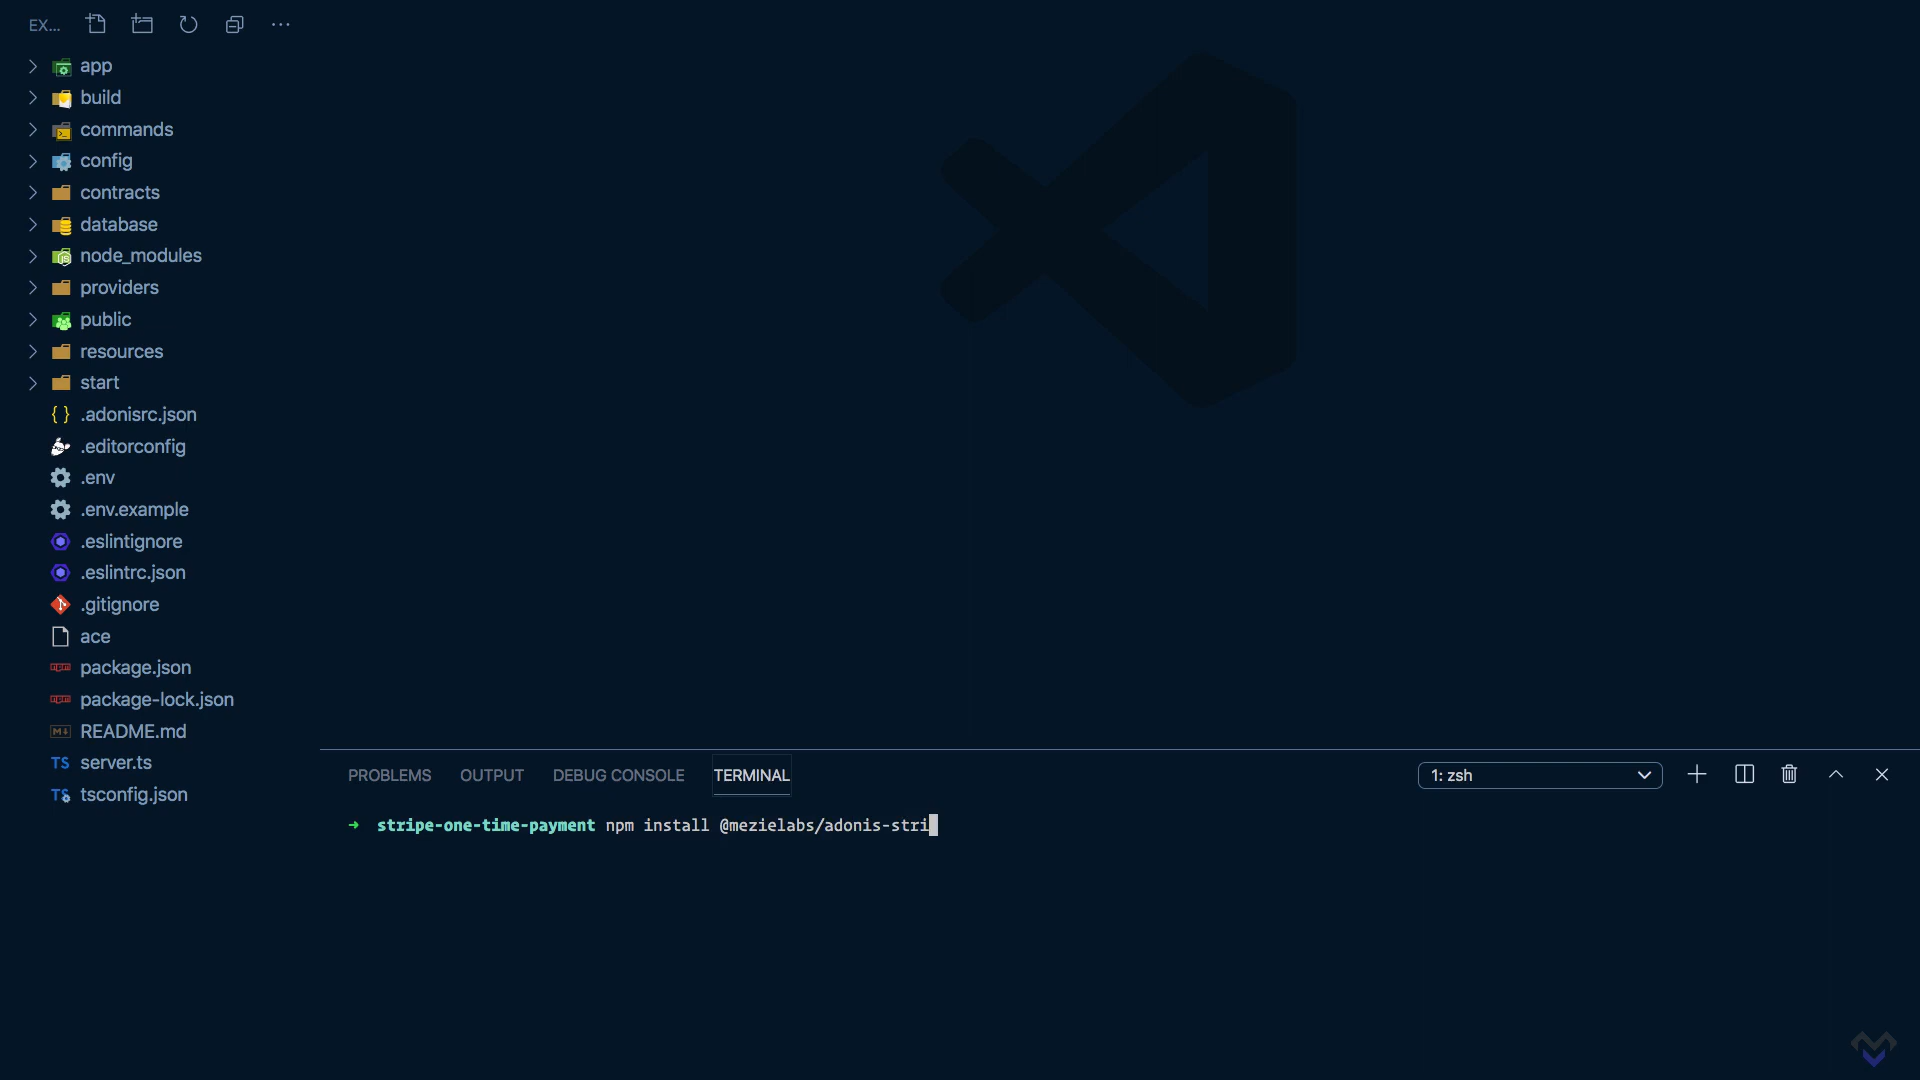 EX...
app
build
commands
config
contracts
database
node_modules
providers
public
resources
start
.adonisrc.json
.editorconfig
.env
.env.example
.eslintignore
.eslintrc.json
.gitignore
ace
package.json
package-lock.json
README.md
TS server.ts
TS tsconfig.json
PROBLEMS OUTPUT DEBUG CONSOLE TERMINAL 1: zsh
➜ stripe-one-time-payment npm install @mezielabs/adonis-stri